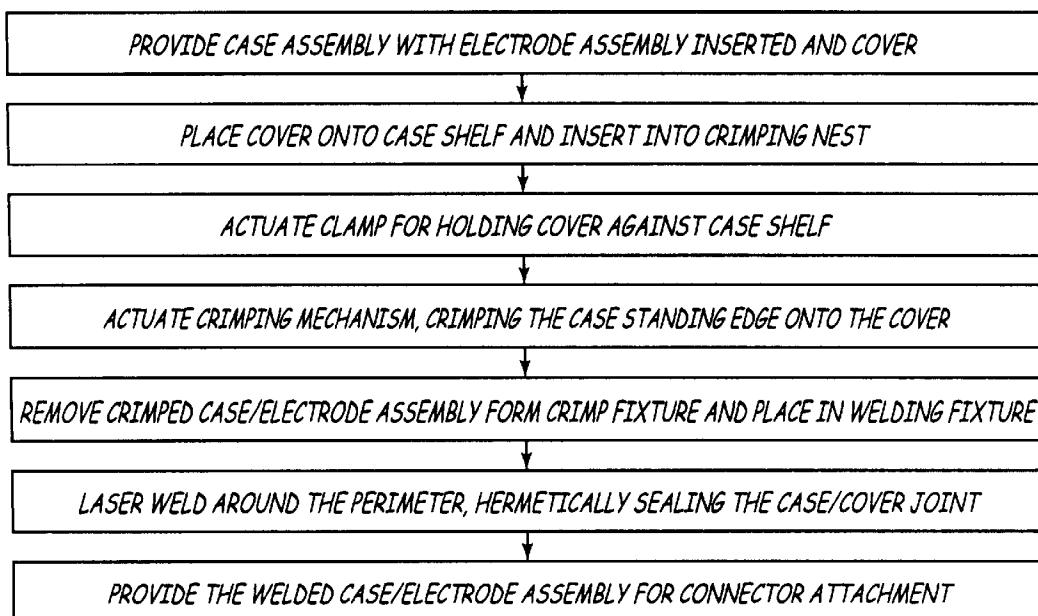 PROVIDE CASE ASSEMBLY WITH ELECTRODE ASSEMBLY INSERTED AND COVER
PLACE COVER ONTO CASE SHELF AND INSERT INTO CRIMPING NEST
ACTUATE CLAMP FOR HOLDING COVER AGAINST CASE SHELF
ACTUATE CRIMPING MECHANISM, CRIMPING THE CASE STANDING EDGE ONTO THE COVER
REMOVE CRIMPED CASE/ELECTRODE ASSEMBLY FORM CRIMP FIXTURE AND PLACE IN WELDING FIXTURE
LASER WELD AROUND THE PERIMETER, HERMETICALLY SEALING THE CASE/COVER JOINT
PROVIDE THE WELDED CASE/ELECTRODE ASSEMBLY FOR CONNECTOR ATTACHMENT